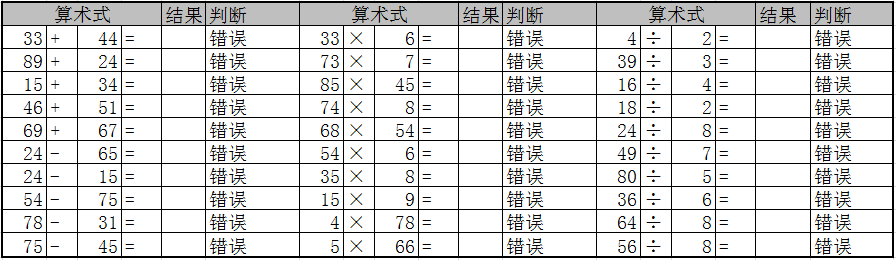 算术式 结果 判断 算术式 结果 判断 算术式 结果 判断
33 + 44 = 错误 33 × 6 = 错误 4 ÷ 2 = 错误
89 + 24 = 错误 73 × 7 = 错误 39 ÷ 3 = 错误
15 + 34 = 错误 85 × 45 = 错误 16 ÷ 4 = 错误
46 + 51 = 错误 74 × 8 = 错误 18 ÷ 2 = 错误
69 + 67 = 错误 68 × 54 = 错误 24 ÷ 8 = 错误
24 - 65 = 错误 54 × 6 = 错误 49 ÷ 7 = 错误
24 - 15 = 错误 35 × 8 = 错误 80 ÷ 5 = 错误
54 - 75 = 错误 15 × 9 = 错误 36 ÷ 6 = 错误
78 - 31 = 错误 4 × 78 = 错误 64 ÷ 8 = 错误
75 - 45 = 错误 5 × 66 = 错误 56 ÷ 8 = 错误